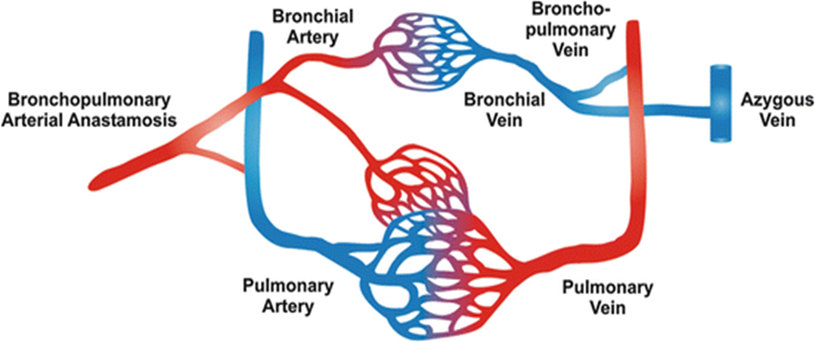 Bronchial
Artery
Broncho-
pulmonary
Vein
Bronchopulmonary
Arterial Anastamosis
Bronchial
Vein
Azygous
Vein
Pulmonary
Artery
Pulmonary
Vein